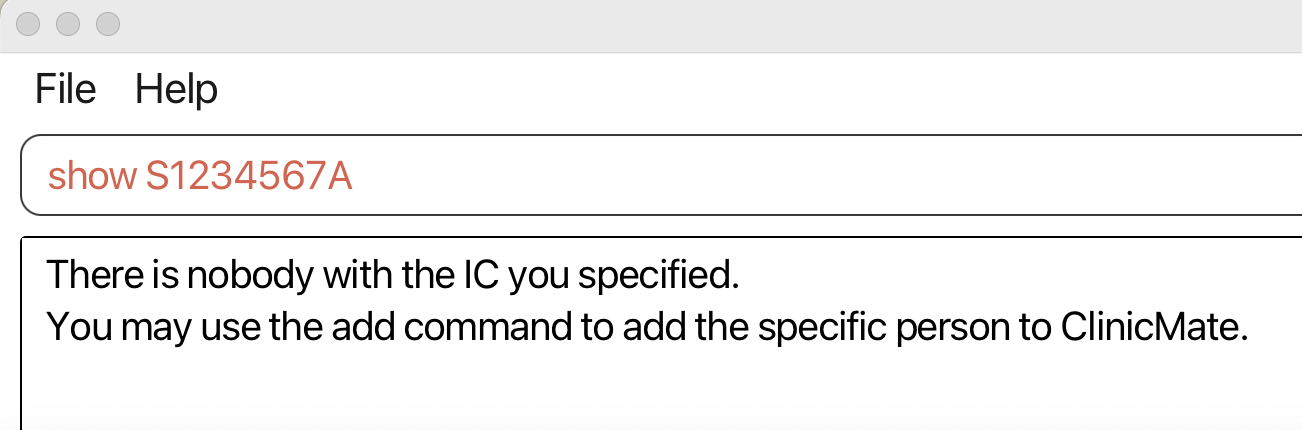 File Help
show S1234567A
There is nobody with the IC you specified.
You may use the add command to add the specific person to ClinicMate.